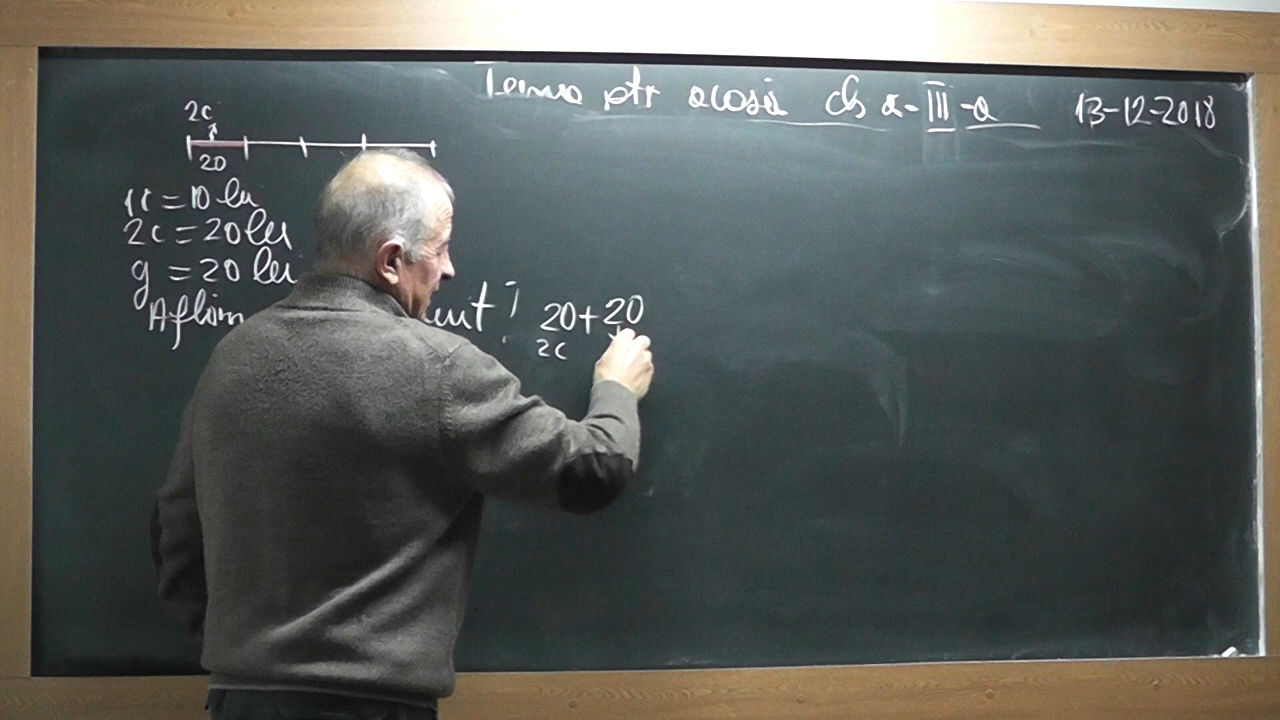 Tema ptr acasă cls a-III-a 13-12-2018
2c
20
1c = 10 lei
2c = 20 lei
g = 20 lei
Aflăm 20+20
2c